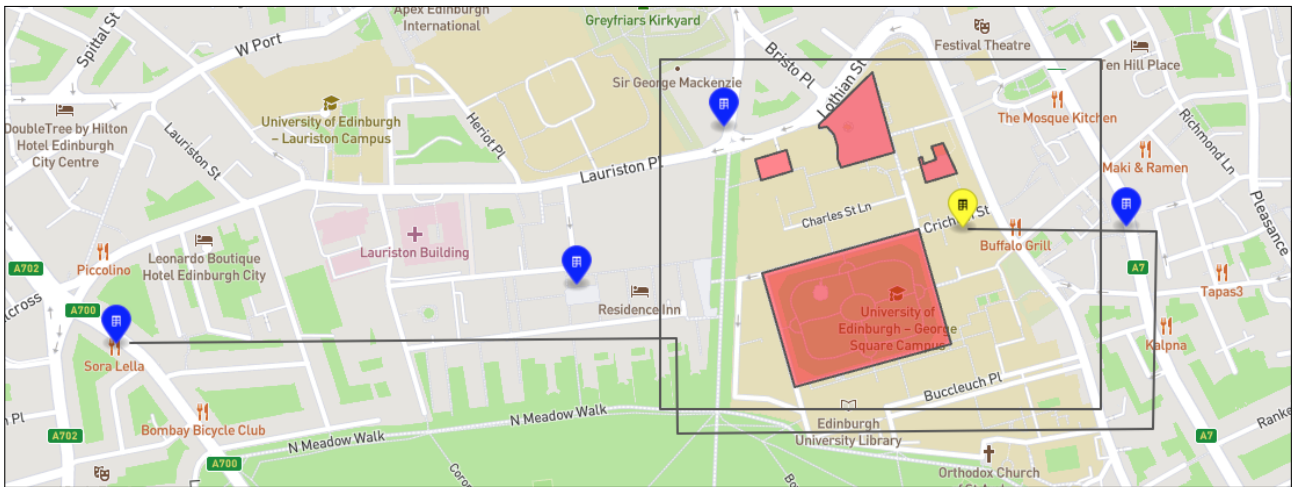 Apex Edinburgh
International
Greyfriars Kirkyard
Spittal St
W Port
Bristo Pl
Festival Theatre
Ten Hill Place
Sir George Mackenzie
Lothian St
DoubleTree by Hilton
Hotel Edinburgh
City Centre
University of Edinburgh
– Lauriston Campus
Heriot Pl
The Mosque Kitchen
Richmond Ln
Lauriston St
Lauriston Pl
Maki & Ramen
Pleasance
Charles St Ln
Crichton St
Buffalo Grill
Lauriston Building
Piccolino
Leonardo Boutique
Hotel Edinburgh City
A702
A7
Tapas3
A700
Residence Inn
University of
Edinburgh – George
Square Campus
Kalpna
Sora Lella
Buccleuch Pl
N Meadow Walk
Bombay Bicycle Club
N Meadow Walk
Edinburgh
University Library
A702
A7
A700
Orthodox Church